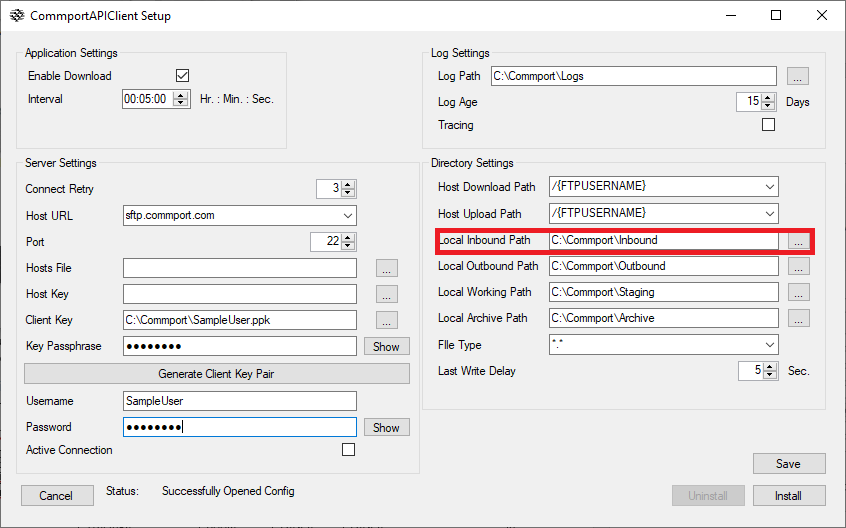 CommportAPIClient Setup
Application Settings
Enable Download
Interval 00:05:00 Hr. : Min. : Sec.
Log Settings
Log Path C:\Commport\Logs ...
Log Age 15 Days
Tracing
Server Settings
Connect Retry 3
Host URL sftp.commport.com
Port 22
Hosts File ...
Host Key ...
Client Key C:\Commport\SampleUser.ppk ...
Key Passphrase ●●●●●●●● Show
Generate Client Key Pair
Username SampleUser
Password ●●●●●●●● Show
Active Connection
Directory Settings
Host Download Path /{FTPUSERNAME}
Host Upload Path /{FTPUSERNAME}
Local Inbound Path C:\Commport\Inbound ...
Local Outbound Path C:\Commport\Outbound ...
Local Working Path C:\Commport\Staging ...
Local Archive Path C:\Commport\Archive ...
FIle Type *.*
Last Write Delay 5 Sec.
Save
Cancel Status: Successfully Opened Config Uninstall Install